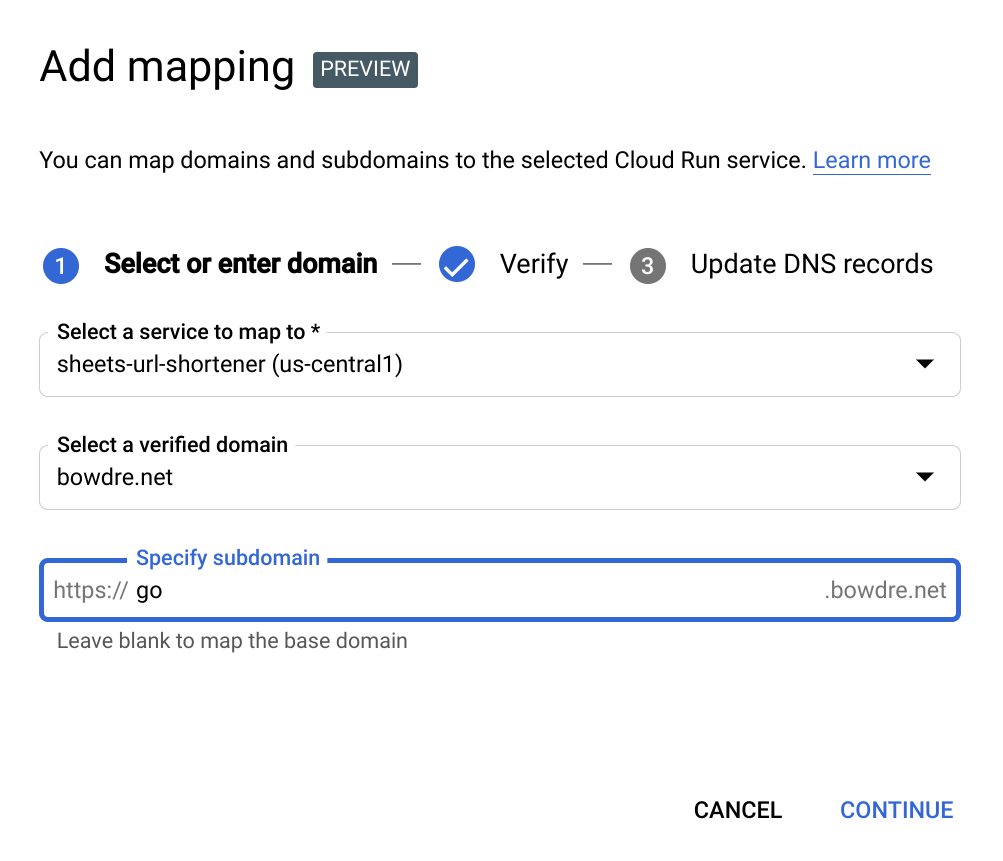 Add mapping PREVIEW
You can map domains and subdomains to the selected Cloud Run service. Learn more
1 Select or enter domain Verify 3 Update DNS records
Select a service to map to *
sheets-url-shortener (us-central1)
Select a verified domain
bowdre.net
Specify subdomain
https:// go .bowdre.net
Leave blank to map the base domain
CANCEL CONTINUE